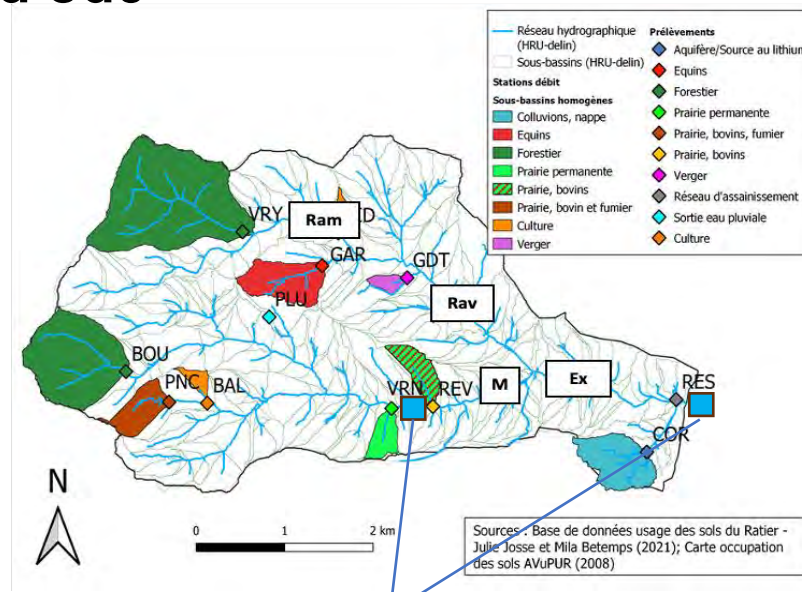 Réseau hydrographique
(HRU-delin)
Sous-bassins (HRU-delin)
Stations débit
Sous-bassins homogènes
Colluvions, nappe
Equins
Forestier
Prairie permanente
Prairie, bovins
Prairie, bovin et fumier
Culture
Verger
Prélèvements
Aquifère/Source au lithium
Equins
Forestier
Prairie permanente
Prairie, bovins, fumier
Prairie, bovins
Verger
Réseau d'assainissement
Sortie eau pluviale
Culture
VRY
Ram
GAR
GDT
PLU
Rav
BOU
PNC
BAL
VRN
REV
M
Ex
RES
COR
N
0 1 2 km
Sources : Base de données usage des sols du Ratier -
Julie Josse et Mila Betemps (2021); Carte occupation
des sols AVuPUR (2008)